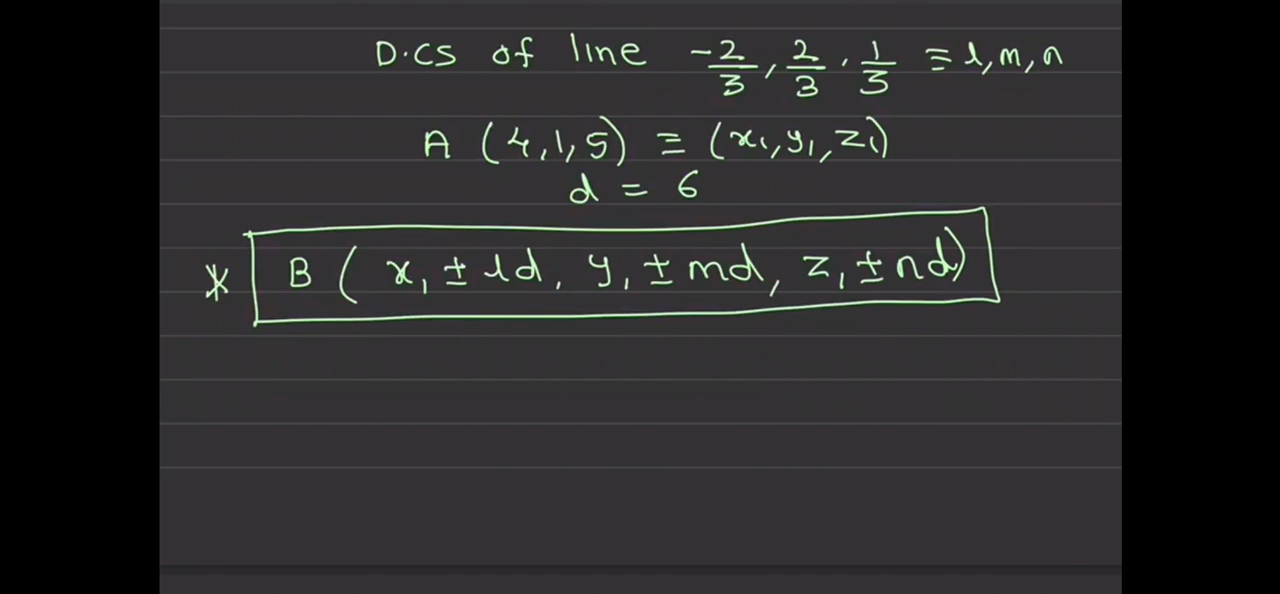 D.Cs of line -2/3, 2/3, 1/3 ≡ l, m, n
A (4, 1, 5) ≡ (x₁, y₁, z₁)
d = 6
* B ( x₁ ± ld, y₁ ± md, z₁ ± nd)